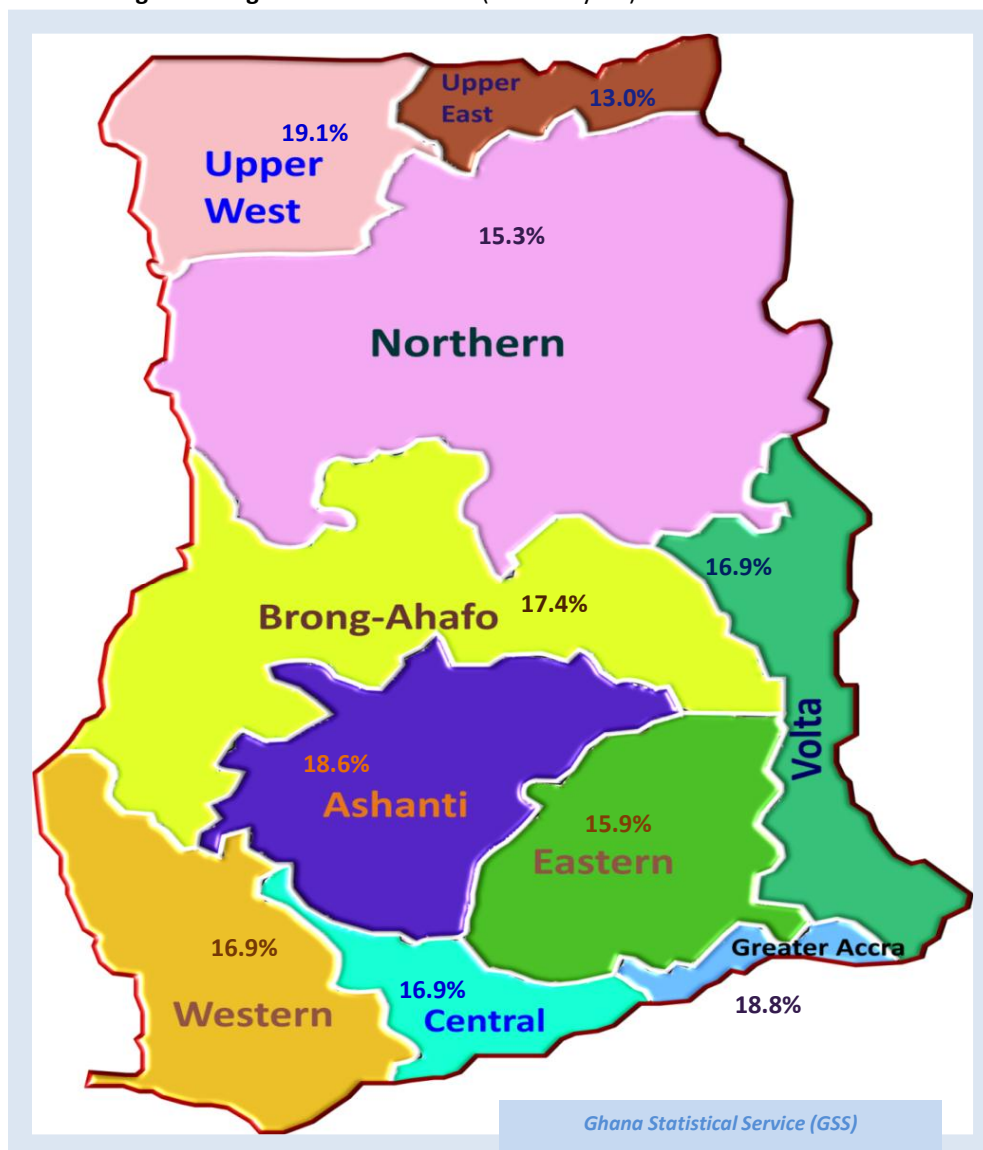 Upper
East
13.0%
19.1%
Upper
West
15.3%
Northern
16.9%
17.4%
Brong-Ahafo
Volta
18.6%
Ashanti
15.9%
Eastern
16.9%
Western
16.9%
Central
Greater Accra
18.8%
Ghana Statistical Service (GSS)